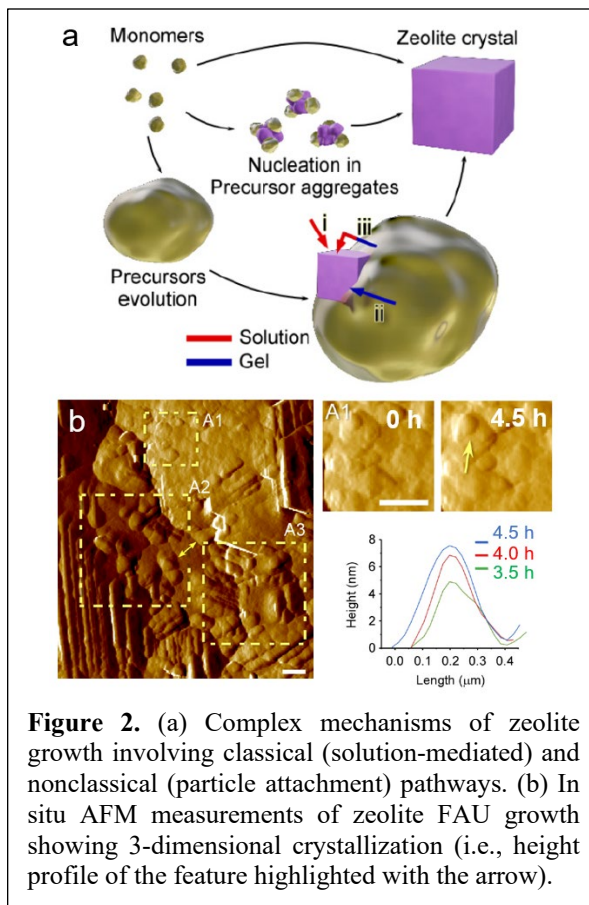 a
Monomers
Zeolite crystal
Nucleation in
Precursor aggregates
i
iii
Precursors
evolution
ii
Solution
Gel
b
A1
A2
A3
A1
0 h
4.5 h
8
6
4
2
0
Height (nm)
4.5 h
4.0 h
3.5 h
0.0 0.1 0.2 0.3 0.4
Length (μm)
Figure 2. (a) Complex mechanisms of zeolite
growth involving classical (solution-mediated) and
nonclassical (particle attachment) pathways. (b) In
situ AFM measurements of zeolite FAU growth
showing 3-dimensional crystallization (i.e., height
profile of the feature highlighted with the arrow).